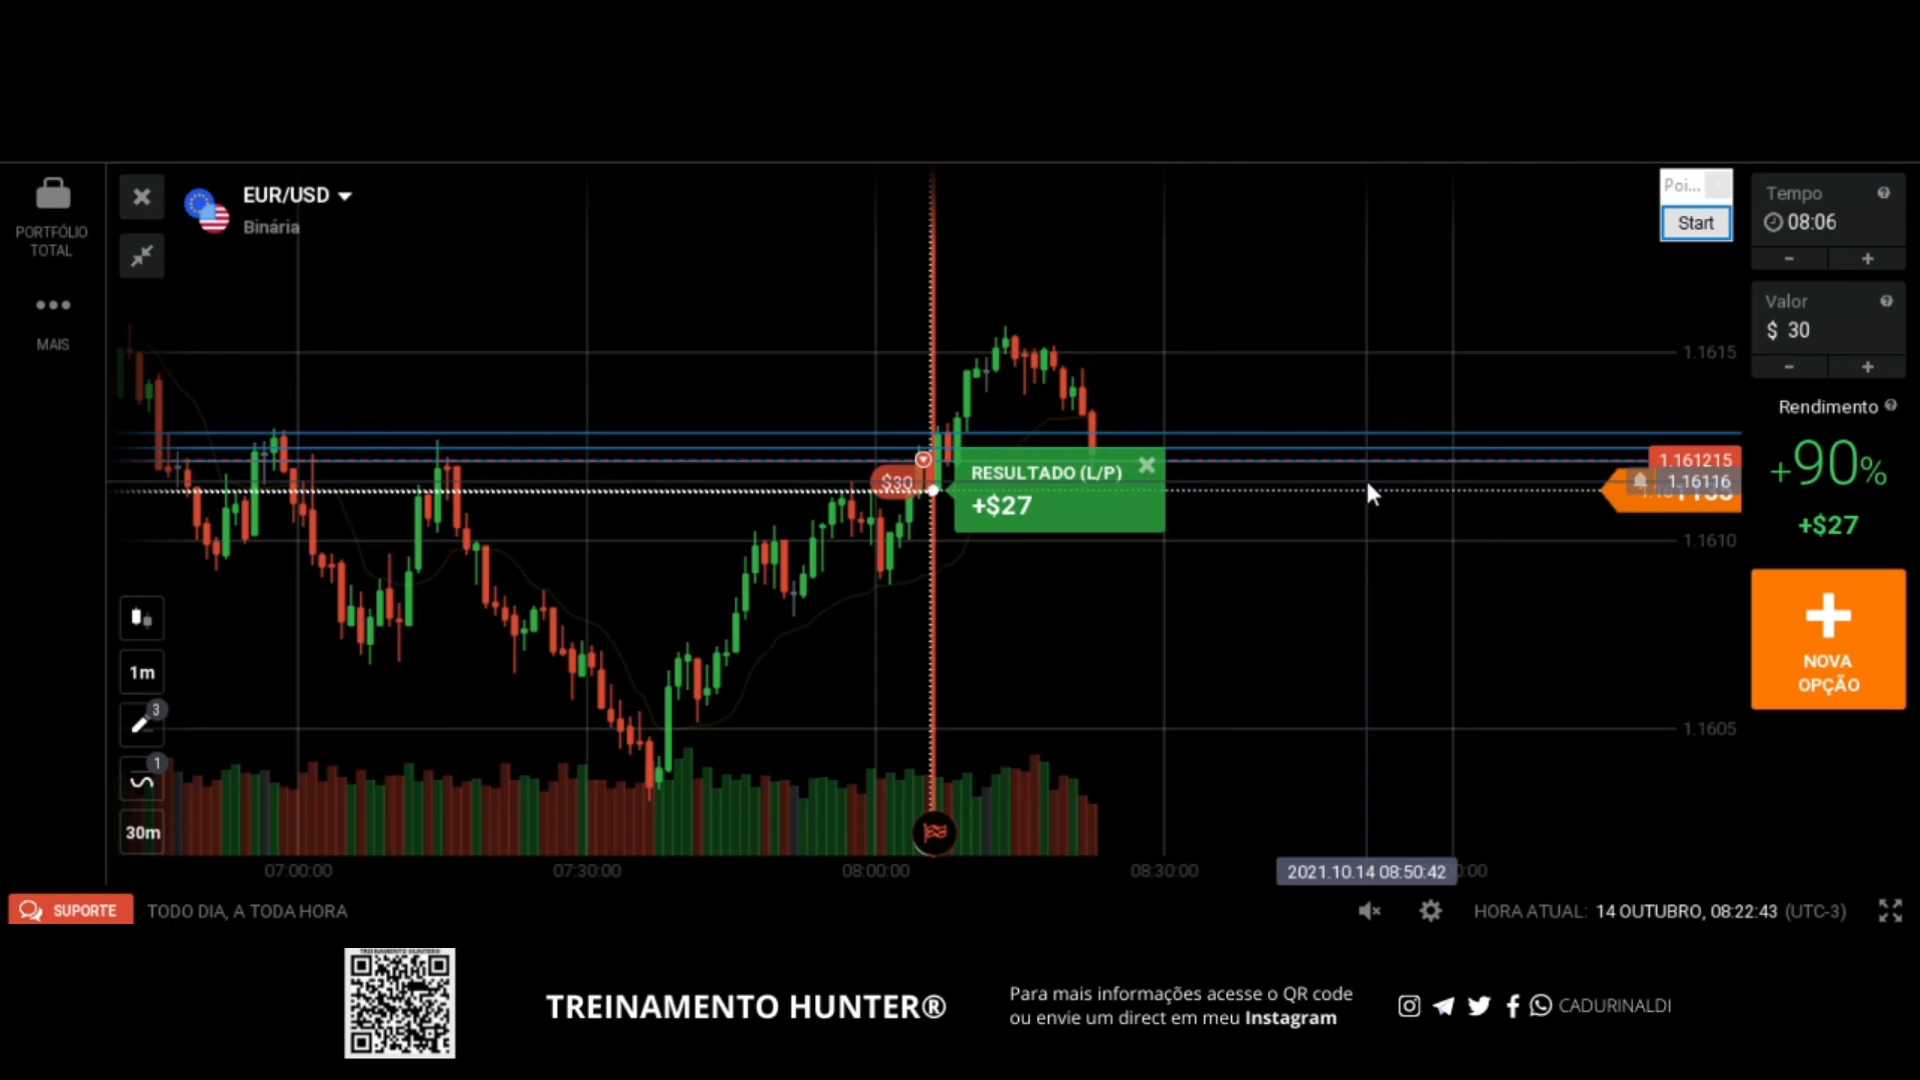 PORTFÓLIO
TOTAL
MAIS
EUR/USD
Binária
Poi...
Start
Tempo
08:06
- +
Valor
$ 30
- +
Rendimento
+90%
+$27
NOVA
OPÇÃO
1.1615
1.161215
1.16116
1.1610
1.1605
$30
RESULTADO (L/P)
+$27
1m
3
1
30m
07:00:00
07:30:00
08:00:00
08:30:00
2021.10.14 08:50:42
0:00
SUPORTE
TODO DIA, A TODA HORA
HORA ATUAL: 14 OUTUBRO, 08:22:43 (UTC-3)
TREINAMENTO HUNTER®
Para mais informações acesse o QR code
ou envie um direct em meu Instagram
CADURINALDI